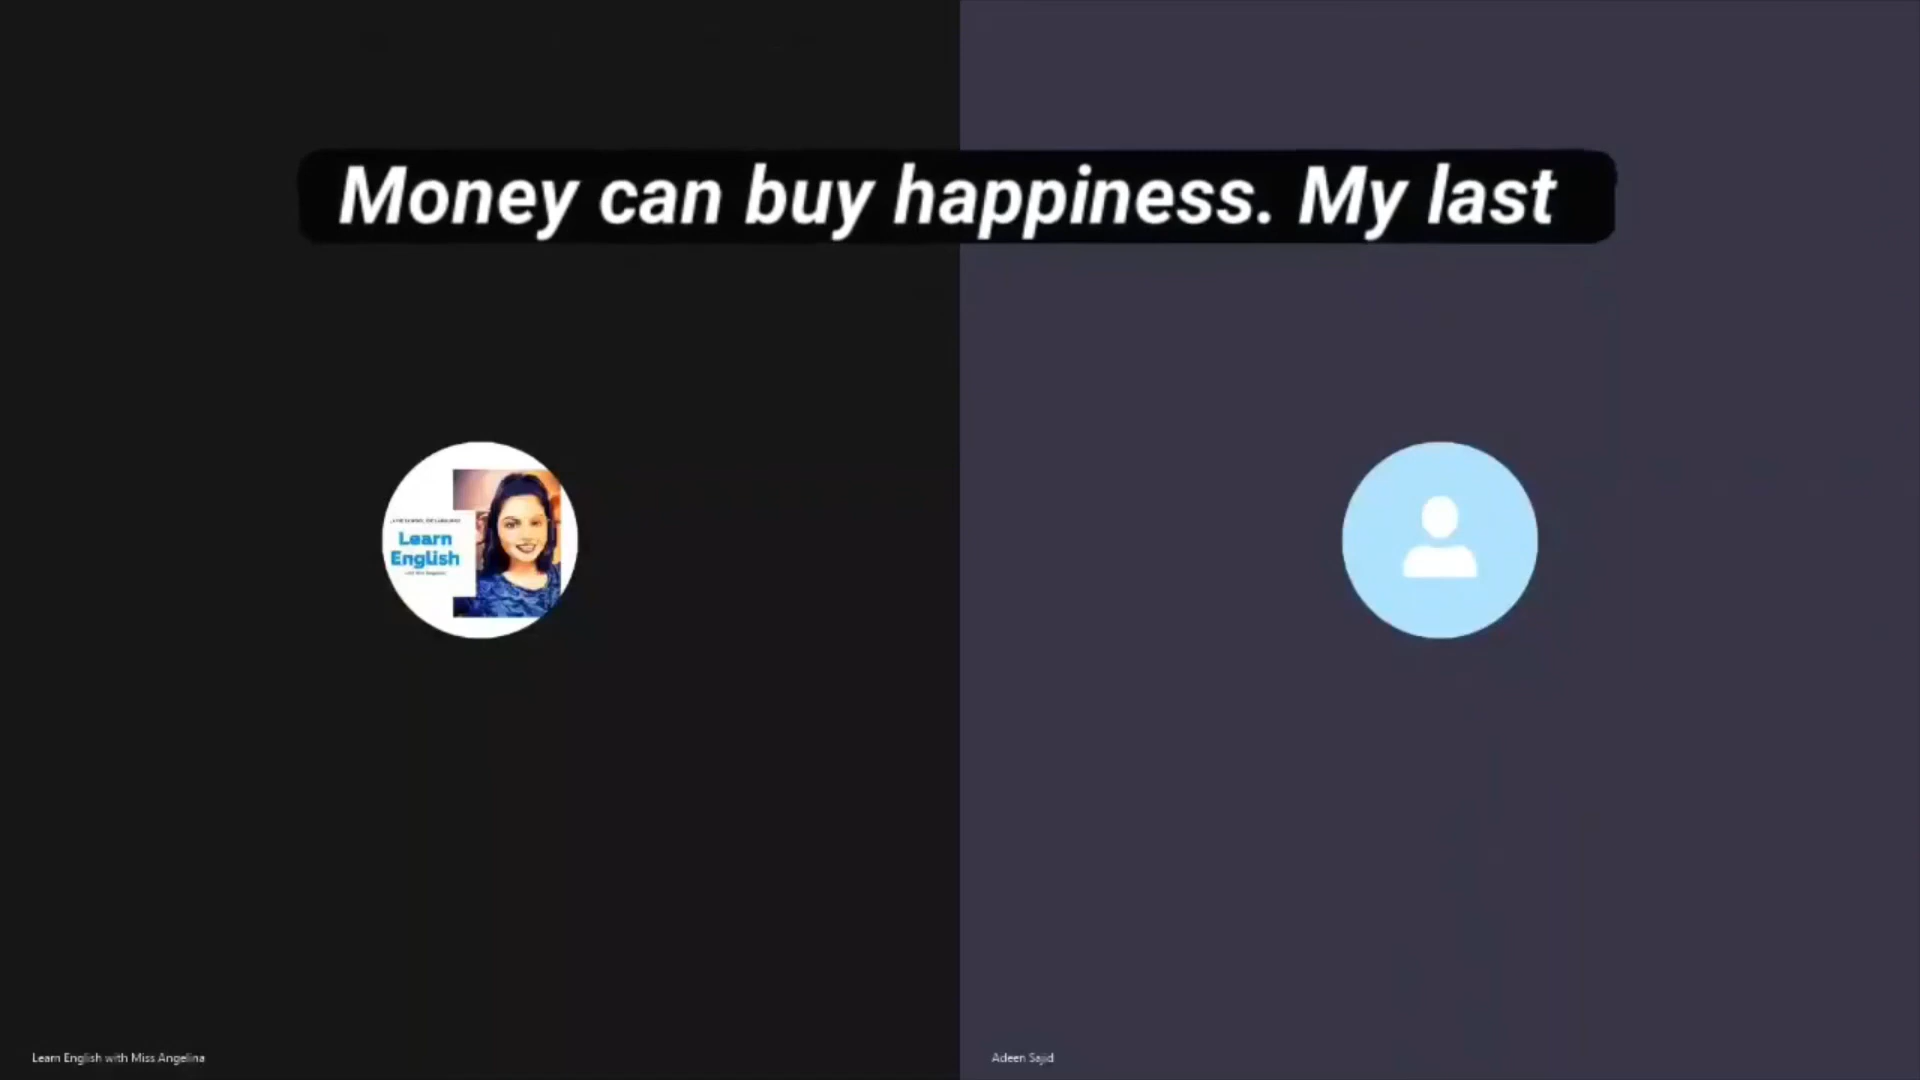 Money can buy happiness. My last
Learn
English
Learn English with Miss Angelina
Adeen Sajid